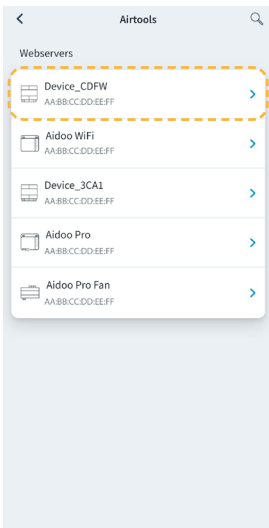 Airtools
Webservers
Device_CDFW
AA:BB:CC:DD:EE:FF
Aidoo WiFi
AA:BB:CC:DD:EE:FF
Device_3CA1
AA:BB:CC:DD:EE:FF
Aidoo Pro
AA:BB:CC:DD:EE:FF
Aidoo Pro Fan
AA:BB:CC:DD:EE:FF